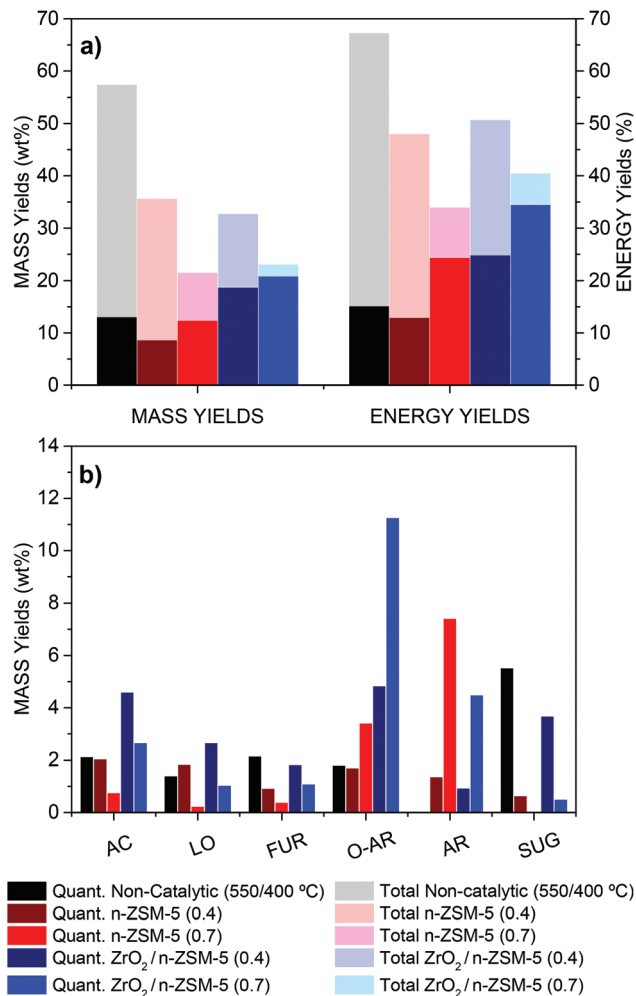 a)
MASS Yields (wt%)
70
60
50
40
30
20
10
0
ENERGY Yields (%)
70
60
50
40
30
20
10
0
MASS YIELDS ENERGY YIELDS
b)
MASS Yields (wt%)
14
12
10
8
6
4
2
0
AC LO FUR O-AR AR SUG
Quant. Non-Catalytic (550/400 ºC) Total Non-catalytic (550/400 ºC)
Quant. n-ZSM-5 (0.4) Total n-ZSM-5 (0.4)
Quant. n-ZSM-5 (0.7) Total n-ZSM-5 (0.7)
Quant. ZrO₂/n-ZSM-5 (0.4) Total ZrO₂/n-ZSM-5 (0.4)
Quant. ZrO₂/n-ZSM-5 (0.7) Total ZrO₂/n-ZSM-5 (0.7)